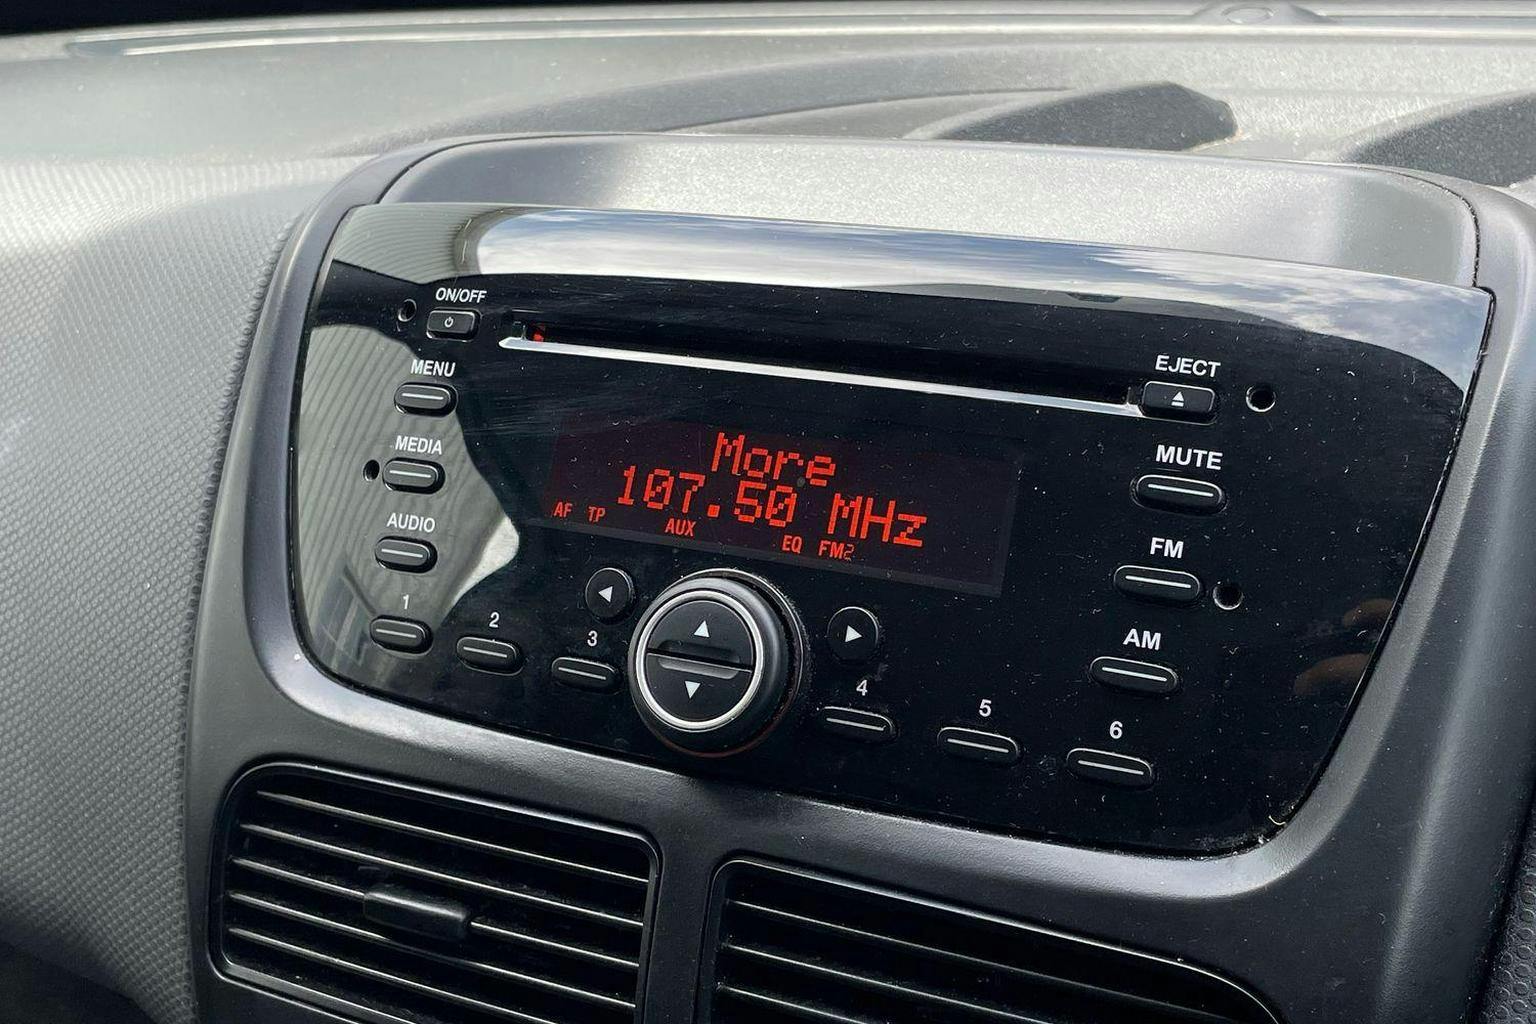 ON/OFF
MENU
EJECT
MEDIA
More
MUTE
107.50 MHz
AF TP
AUX
EQ FM2
AUDIO
FM
1
2
3
AM
4
5
6